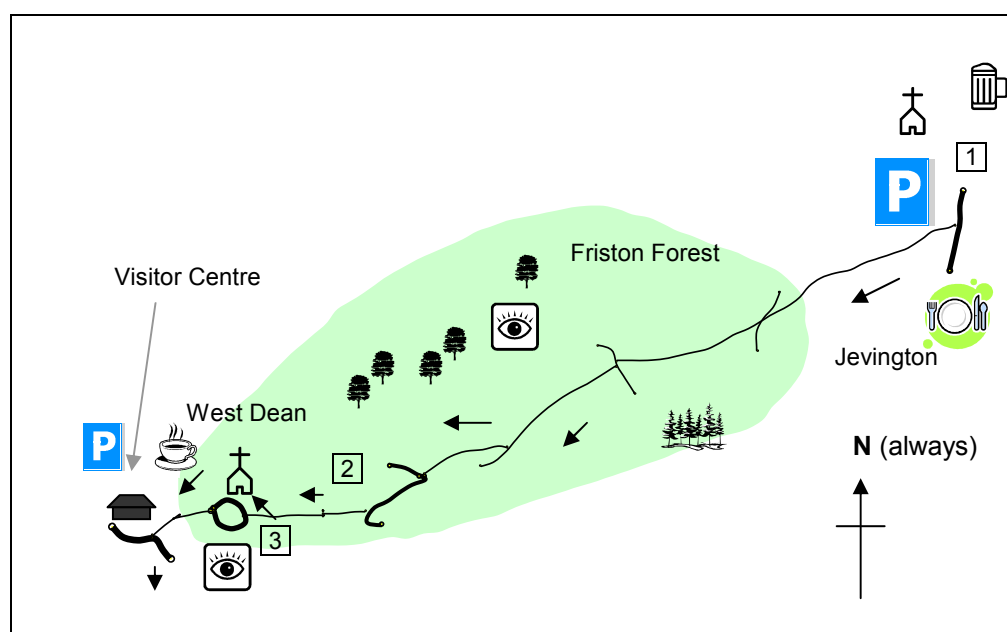 1
P
Friston Forest
Visitor Centre
Jevington
West Dean
P
N (always)
2
3